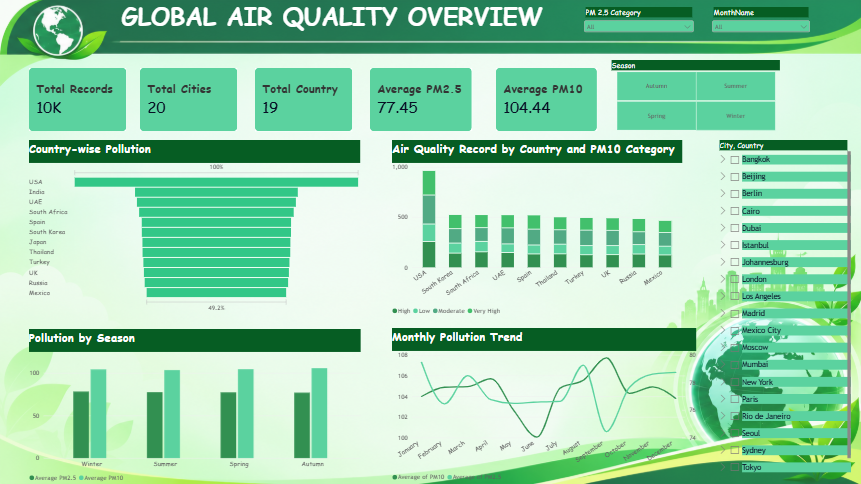 GLOBAL AIR QUALITY OVERVIEW
PM 2.5 Category
All
MonthName
All
Season
Autumn
Summer
Spring
Winter
Total Records
10K
Total Cities
20
Total Country
19
Average PM2.5
77.45
Average PM10
104.44
Country-wise Pollution
100%
USA
India
UAE
South Africa
Spain
South Korea
Japan
Thailand
Turkey
UK
Russia
Mexico
49.2%
Air Quality Record by Country and PM10 Category
1,000
500
0
USA
South Korea
South Africa
UAE
Spain
Thailand
Turkey
UK
Russia
Mexico
High Low Moderate Very High
Pollution by Season
100
50
0
Winter
Summer
Spring
Autumn
Average PM2.5 Average PM10
Monthly Pollution Trend
108
106
104
102
100
80
78
76
74
January
February
March
April
May
June
July
August
September
October
November
December
Average of PM10
City, Country
Bangkok
Beijing
Berlin
Cairo
Dubai
Istanbul
Johannesburg
London
Los Angeles
Madrid
Mexico City
Moscow
Mumbai
New York
Paris
Rio de Janeiro
Seoul
Sydney
Tokyo